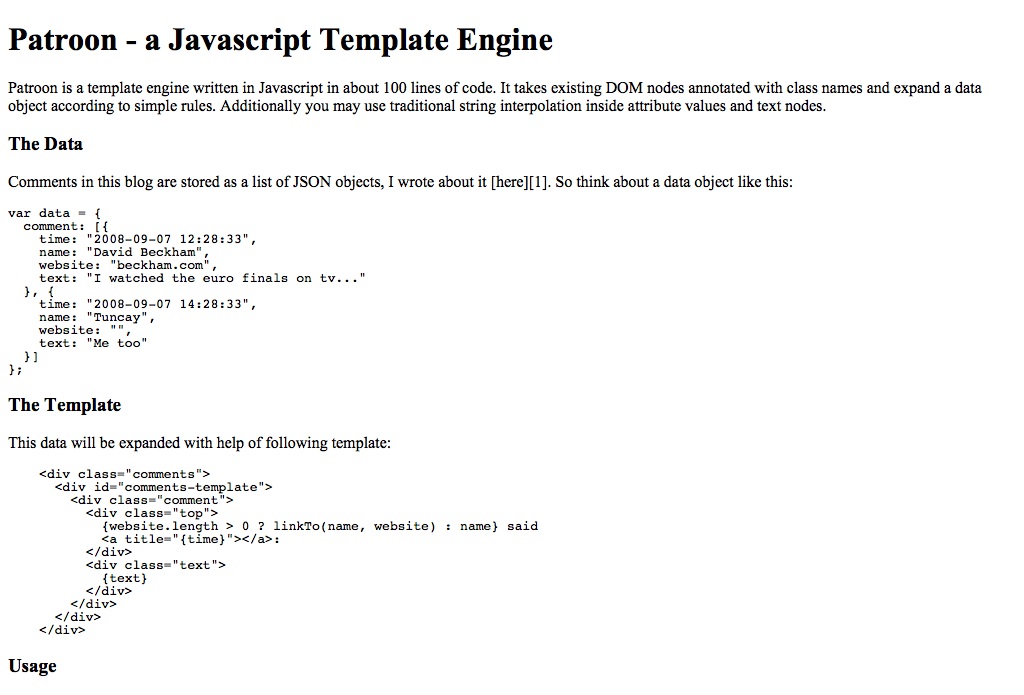 Patroon - a Javascript Template Engine
Patroon is a template engine written in Javascript in about 100 lines of code. It takes existing DOM nodes annotated with class names and expand a data
object according to simple rules. Additionally you may use traditional string interpolation inside attribute values and text nodes.
The Data
Comments in this blog are stored as a list of JSON objects, I wrote about it [here][1]. So think about a data object like this:
var data = {
  comment: [{
    time: "2008-09-07 12:28:33",
    name: "David Beckham",
    website: "beckham.com",
    text: "I watched the euro finals on tv..."
  }, {
    time: "2008-09-07 14:28:33",
    name: "Tuncay",
    website: "",
    text: "Me too"
  }]
};
The Template
This data will be expanded with help of following template:
    <div class="comments">
      <div id="comments-template">
        <div class="comment">
          <div class="top">
            {website.length > 0 ? linkTo(name, website) : name} said
            <a title="{time}"></a>:
          </div>
          <div class="text">
            {text}
          </div>
        </div>
      </div>
    </div>
Usage